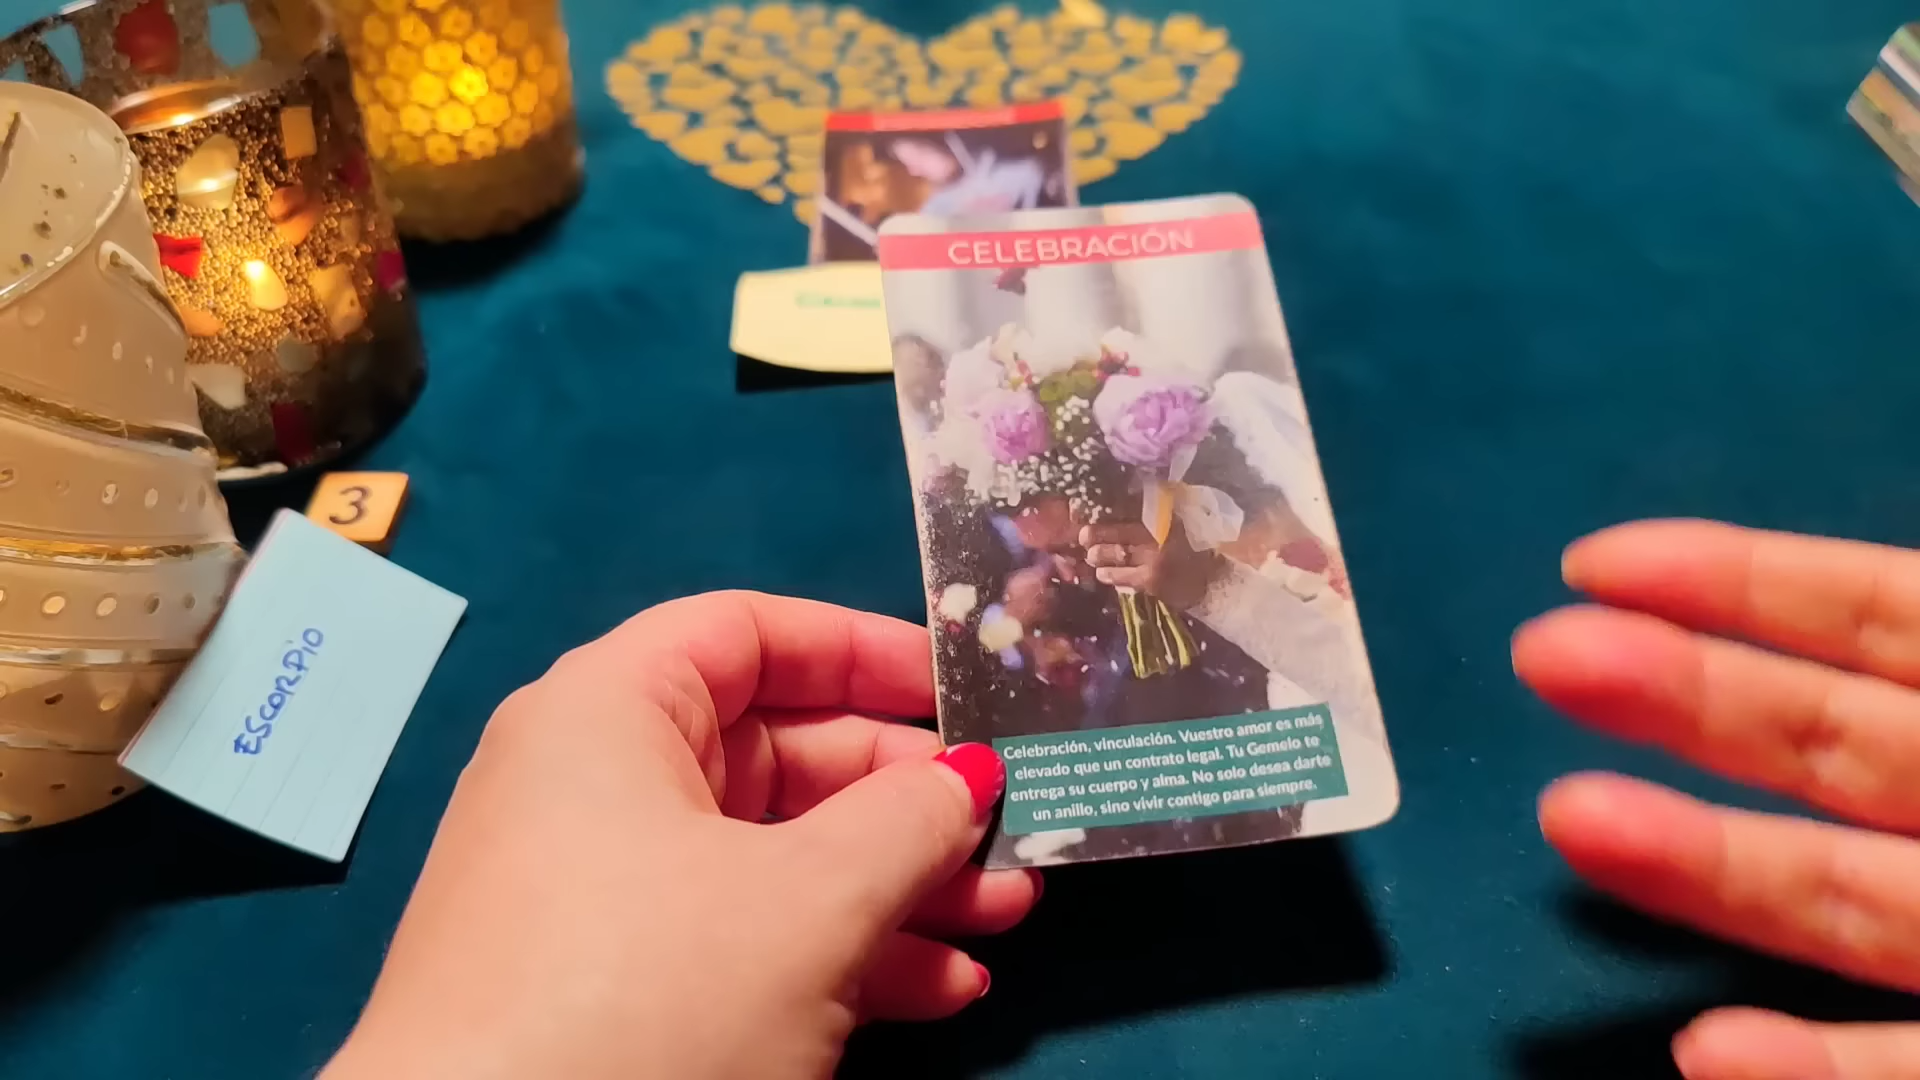 CELEBRACIÓN
3
ESCORPIO
Celebración, vinculación. Vuestro amor es más
elevado que un contrato legal. Tu Gemelo te
entrega su cuerpo y alma. No solo desea darte
un anillo, sino vivir contigo para siempre.